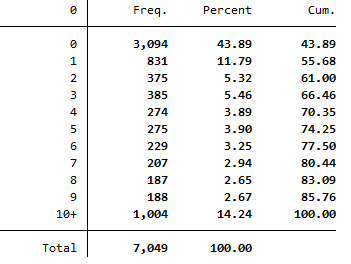 0 Freq. Percent Cum.
0 3,094 43.89 43.89
1 831 11.79 55.68
2 375 5.32 61.00
3 385 5.46 66.46
4 274 3.89 70.35
5 275 3.90 74.25
6 229 3.25 77.50
7 207 2.94 80.44
8 187 2.65 83.09
9 188 2.67 85.76
10+ 1,004 14.24 100.00
Total 7,049 100.00